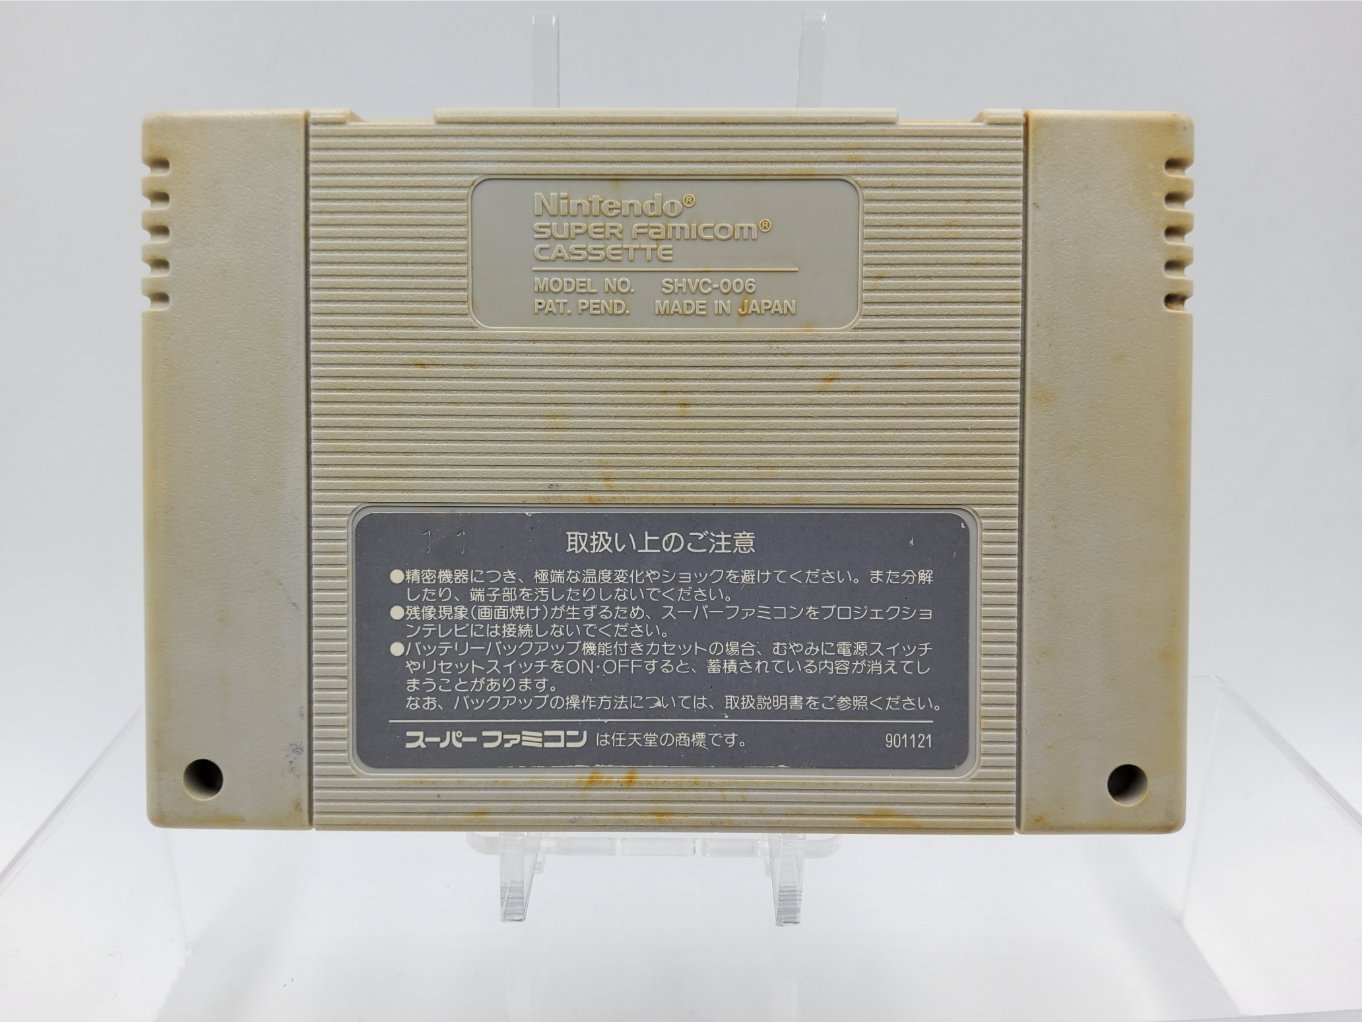 Nintendo®
SUPER FAMICOM®
CASSETTE
MODEL NO. SHVC-006
PAT. PEND. MADE IN JAPAN
11
取扱い上のご注意
●精密機器につき、極端な温度変化やショックを避けてください。また分解
したり、端子部を汚したりしないでください。
●残像現象(画面焼け)が生ずるため、スーパーファミコンをプロジェクショ
ンテレビには接続しないでください。
●バッテリーバックアップ機能付きカセットの場合、むやみに電源スイッチ
やリセットスイッチをON・OFFすると、蓄積されている内容が消えてし
まうことがあります。
なお、バックアップの操作方法については、取扱説明書をご参照ください。
スーパーファミコン は任天堂の商標です。 901121